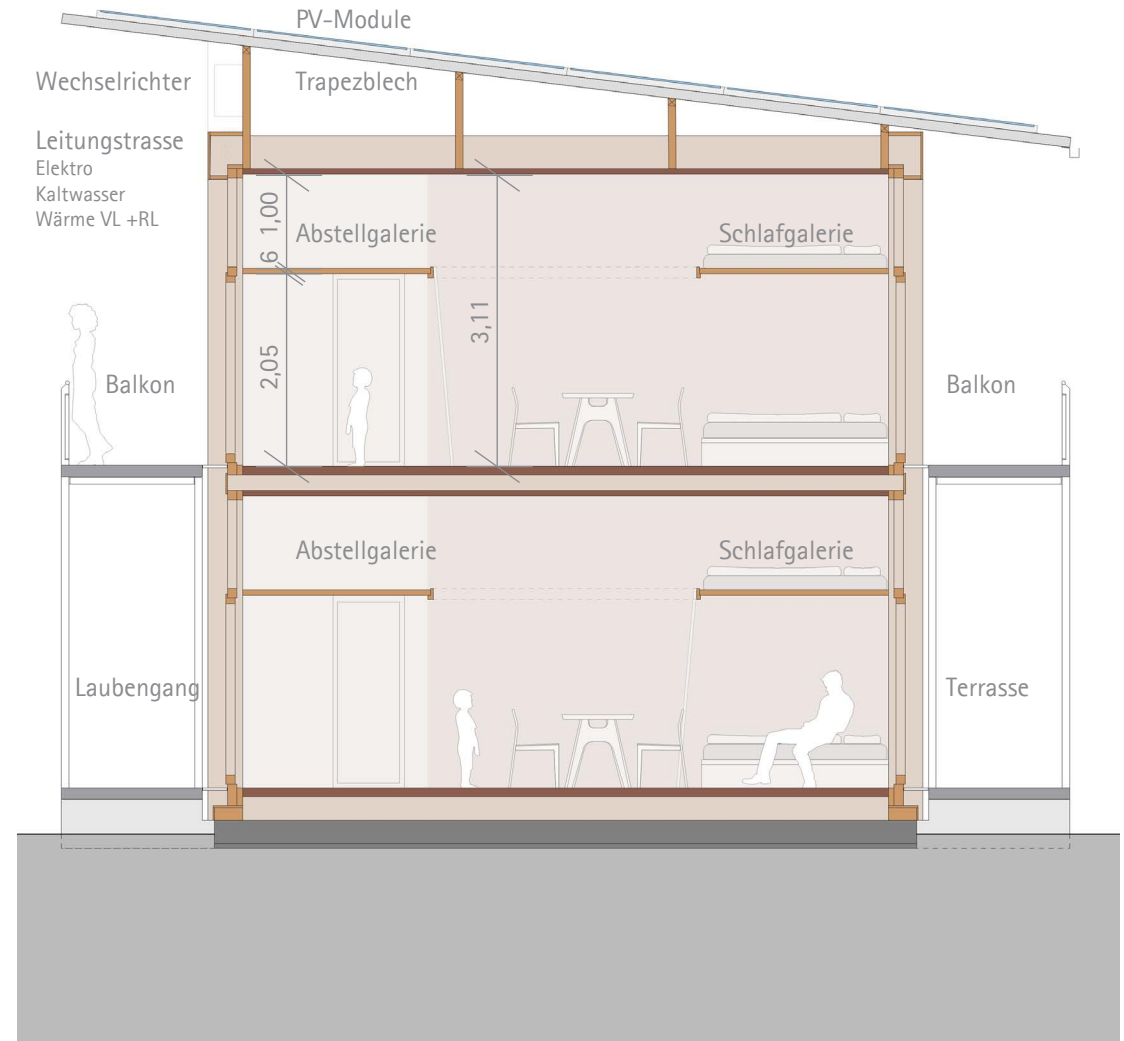 PV-Module
Wechselrichter
Trapezblech
Leitungstrasse
Elektro
Kaltwasser
Wärme VL +RL
1,00
6
2,05
3,11
Abstellgalerie
Schlafgalerie
Balkon
Balkon
Abstellgalerie
Schlafgalerie
Laubengang
Terrasse